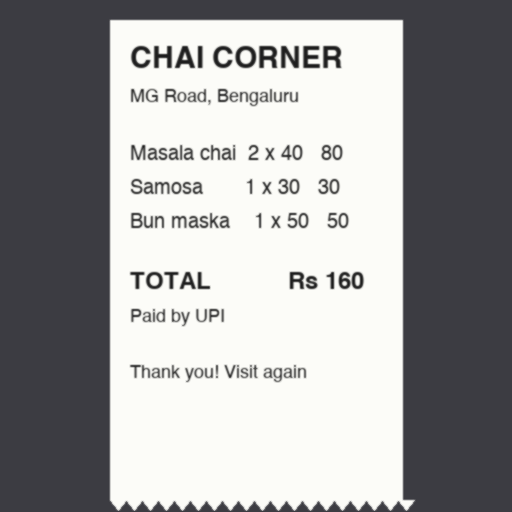 CHAI CORNER
MG Road, Bengaluru
Masala chai 2 x 40 80
Samosa 1 x 30 30
Bun maska 1 x 50 50
TOTAL Rs 160
Paid by UPI
Thank you! Visit again